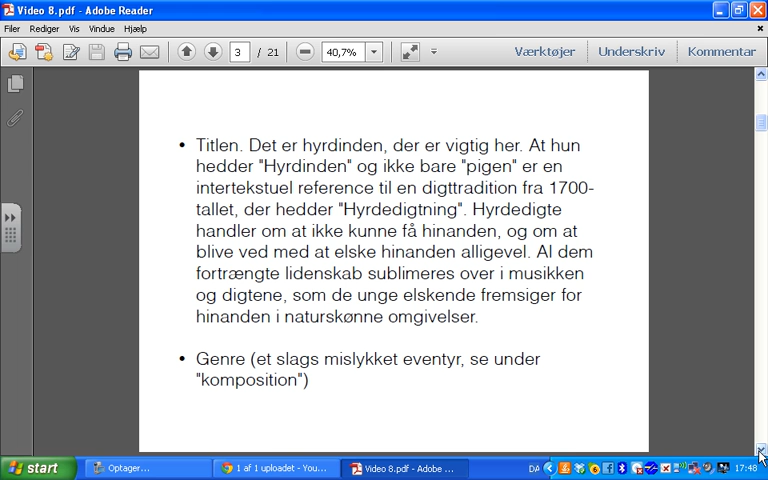 Video 8.pdf - Adobe Reader
Filer Rediger Vis Vindue Hjælp
3 / 21 40,7% Værktøjer Underskriv Kommentar
• Titlen. Det er hyrdinden, der er vigtig her. At hun
hedder "Hyrdinden" og ikke bare "pigen" er en
intertekstuel reference til en digttradition fra 1700-
tallet, der hedder "Hyrdedigtning". Hyrdedigte
handler om at ikke kunne få hinanden, og om at
blive ved med at elske hinanden alligevel. Al dem
fortrængte lidenskab sublimeres over i musikken
og digtene, som de unge elskende fremsiger for
hinanden i naturskønne omgivelser.
• Genre (et slags mislykket eventyr, se under
"komposition")
start Optager... 1 af 1 uploadet - You... Video 8.pdf - Adobe ... DA 17:48